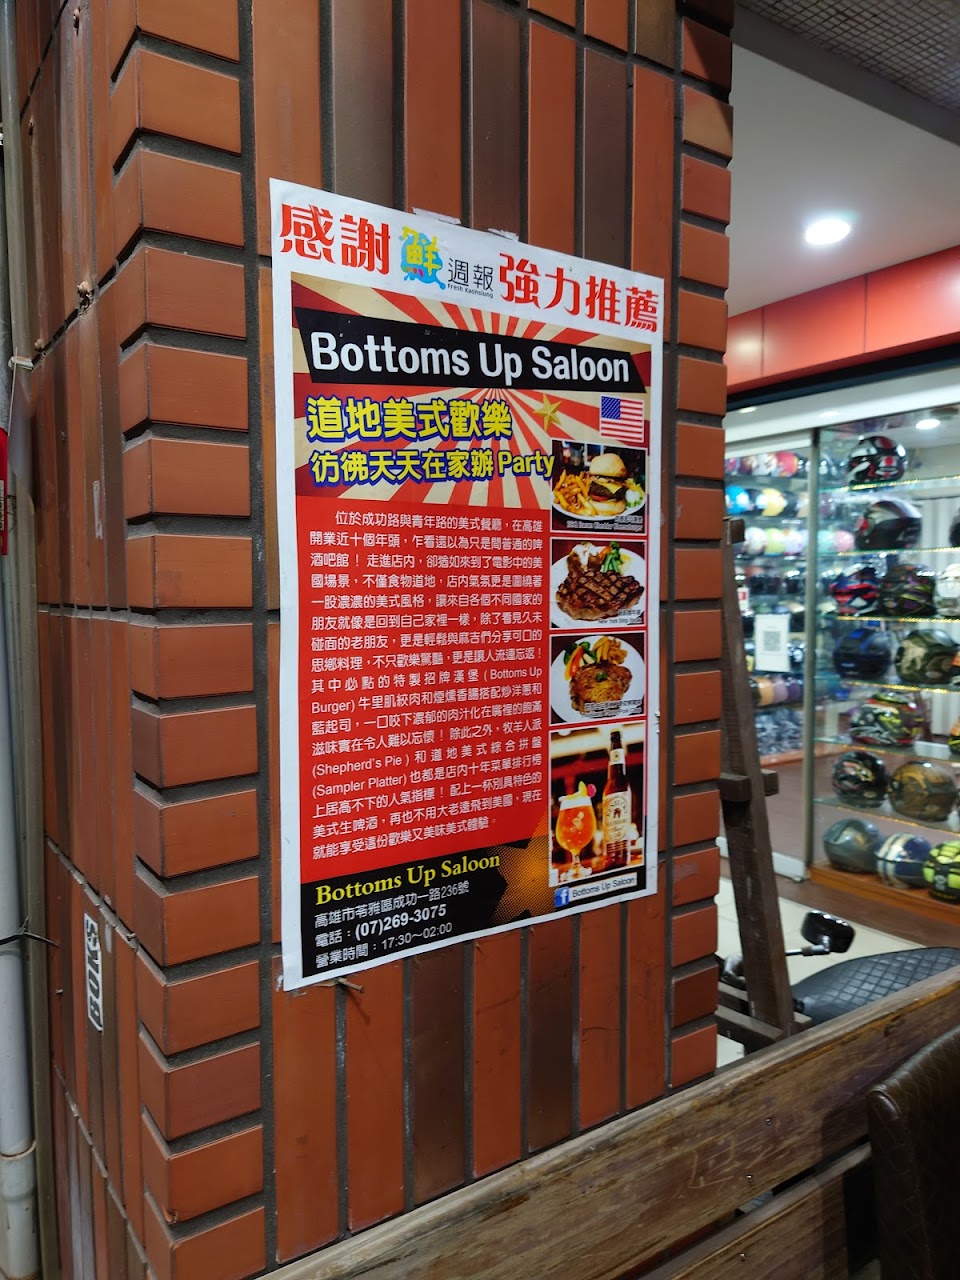 感謝 鮮週報 強力推薦
Fresh Kaohsiung
Bottoms Up Saloon
道地美式歡樂
彷彿天天在家辦Party
位於成功路與青年路的美式餐廳，在高雄
開業近十個年頭，乍看還以為只是間普通的啤
酒吧館！走進店內，卻猶如來到了電影中的美
國場景，不僅食物道地，店內氣氛更是圍繞著
一股濃濃的美式風格，讓來自各個不同國家的
朋友就像是回到自己家裡一樣，除了看見久未
碰面的老朋友，更是輕鬆與麻吉們分享可口的
思鄉料理，不只歡樂驚豔，更是讓人流連忘返！
其中必點的特製招牌漢堡(Bottoms Up
Burger)牛里肌絞肉和煙燻香腸搭配炒洋蔥和
藍起司，一口咬下濃郁的肉汁化在嘴裡的飽滿
滋味實在令人難以忘懷！除此之外，牧羊人派
(Shepherd's Pie)和道地美式綜合拼盤
(Sampler Platter)也都是店內十年菜單排行榜
上居高不下的人氣指標！配上一杯別具特色的
美式生啤酒，再也不用大老遠飛到美國，現在
就能享受這份歡樂又美味美式體驗。
New York Strip Steak
Bottoms Up Saloon
高雄市苓雅區成功一路236號
電話：(07)269-3075
營業時間：17:30～02:00
f Bottoms Up Saloon